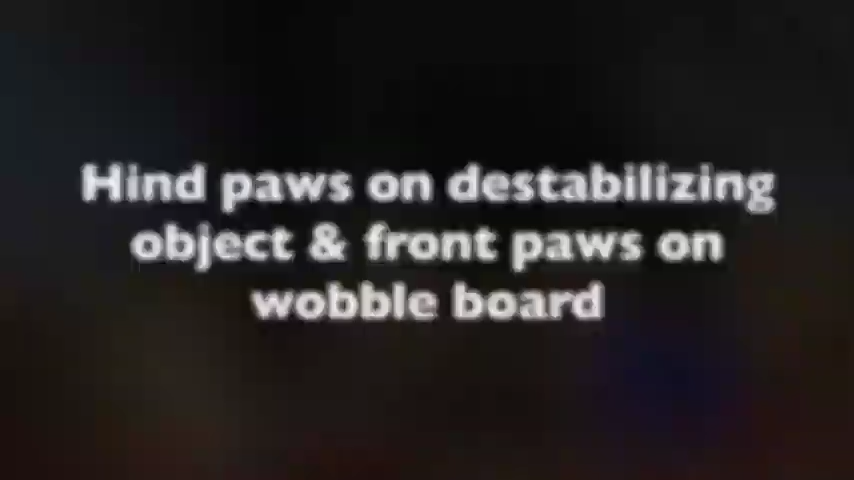 Hind paws on destabilizing
object & front paws on
wobble board